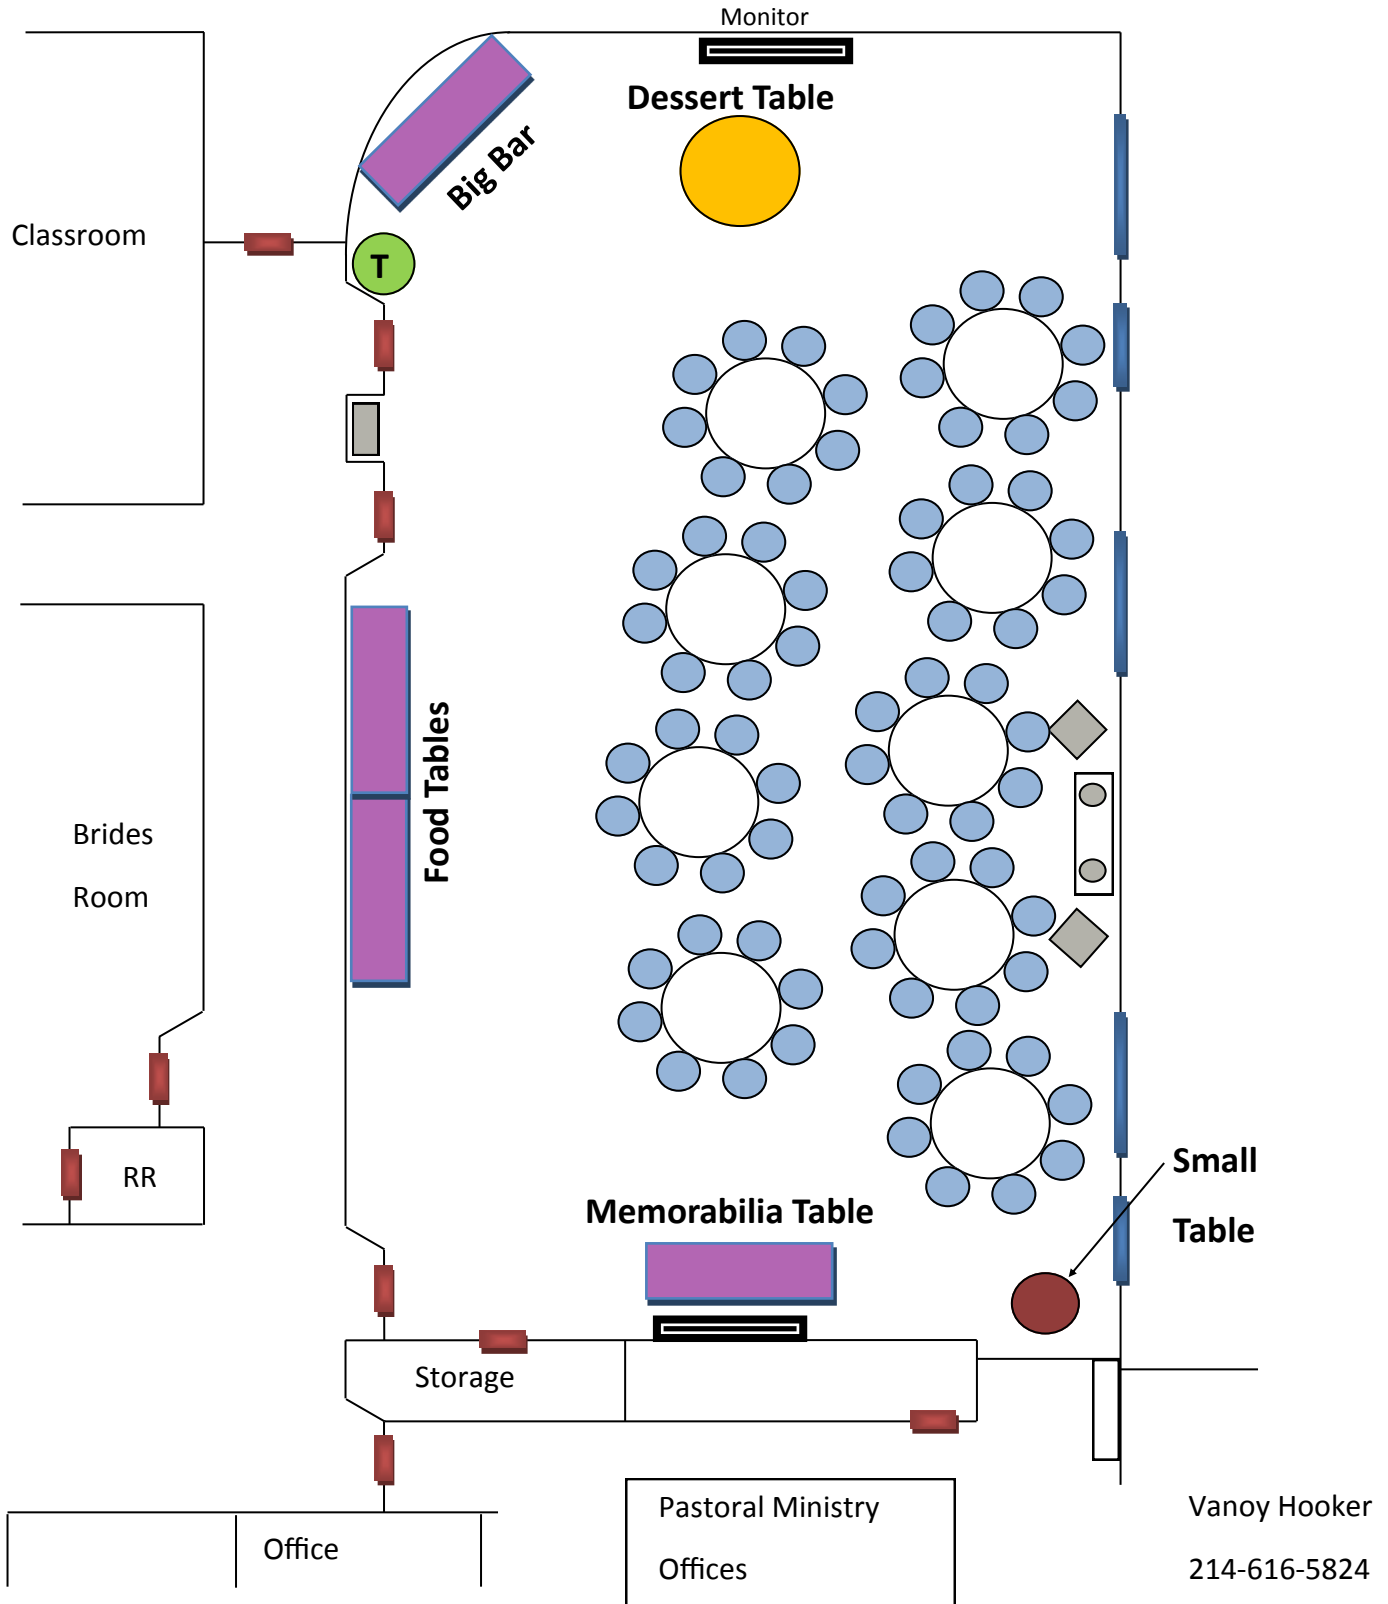 Monitor
Dessert Table
Big Bar
Classroom
T
Food Tables
Brides
Room
RR
Small
Table
Memorabilia Table
Storage
Pastoral Ministry
Offices
Office
Vanoy Hooker
214-616-5824